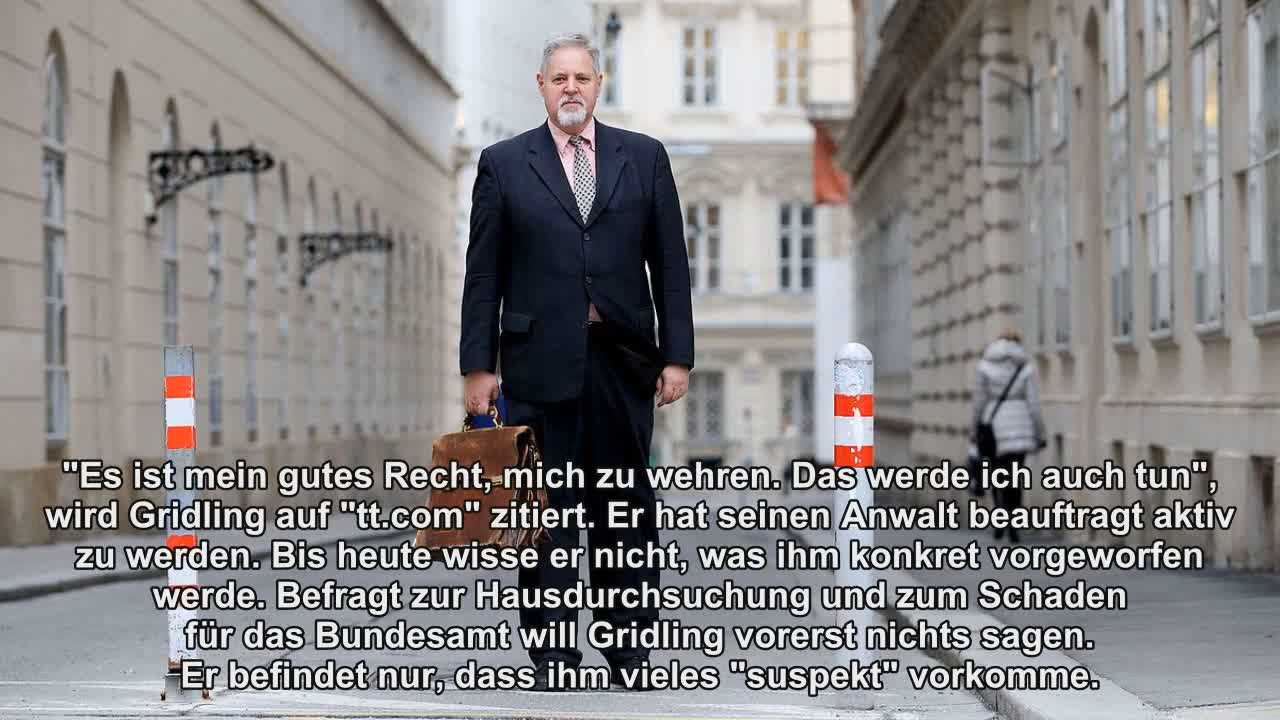 "Es ist mein gutes Recht, mich zu wehren. Das werde ich auch tun",
wird Gridling auf "tt.com" zitiert. Er hat seinen Anwalt beauftragt aktiv
zu werden. Bis heute wisse er nicht, was ihm konkret vorgeworfen
werde. Befragt zur Hausdurchsuchung und zum Schaden
für das Bundesamt will Gridling vorerst nichts sagen.
Er befindet nur, dass ihm vieles "suspekt" vorkomme.